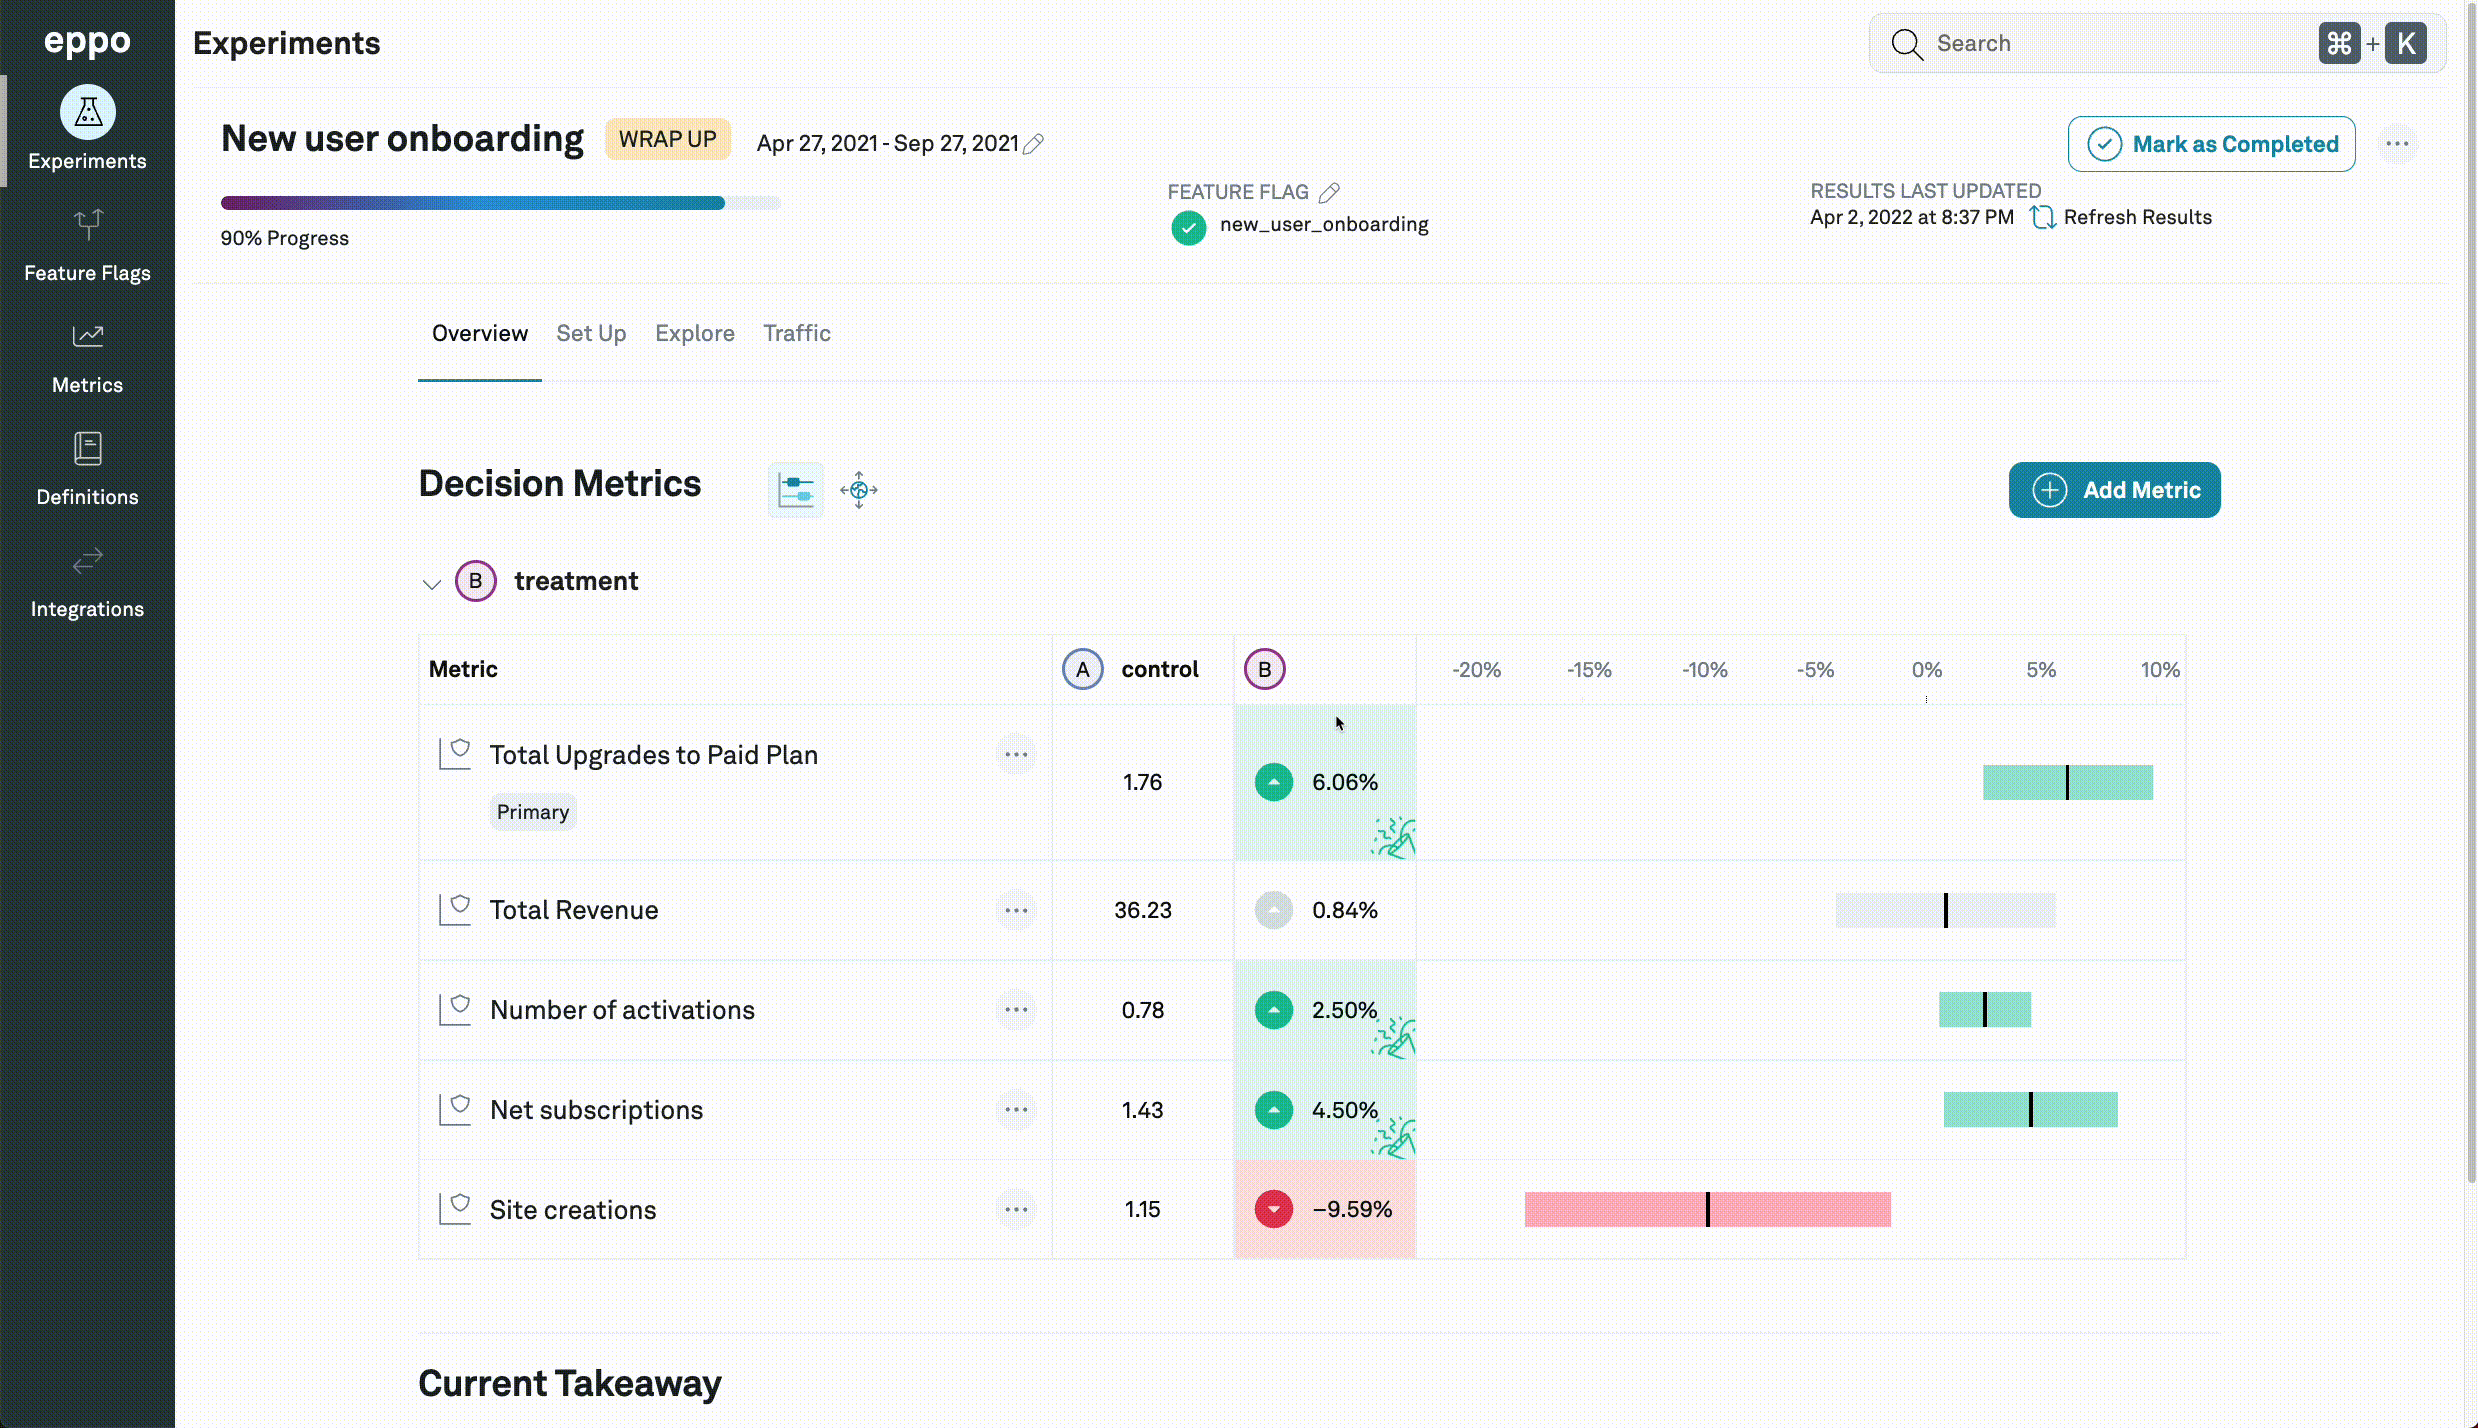 eppo
Experiments
Feature Flags
Metrics
Definitions
Integrations
Experiments
Search ⌘ + K
New user onboarding WRAP UP Apr 27, 2021 - Sep 27, 2021
Mark as Completed
90% Progress
FEATURE FLAG
new_user_onboarding
RESULTS LAST UPDATED
Apr 2, 2022 at 8:37 PM Refresh Results
Overview Set Up Explore Traffic
Decision Metrics
Add Metric
B treatment
Metric A control B -20% -15% -10% -5% 0% 5% 10%
Total Upgrades to Paid Plan 1.76 6.06%
Primary
Total Revenue 36.23 0.84%
Number of activations 0.78 2.50%
Net subscriptions 1.43 4.50%
Site creations 1.15 –9.59%
Current Takeaway